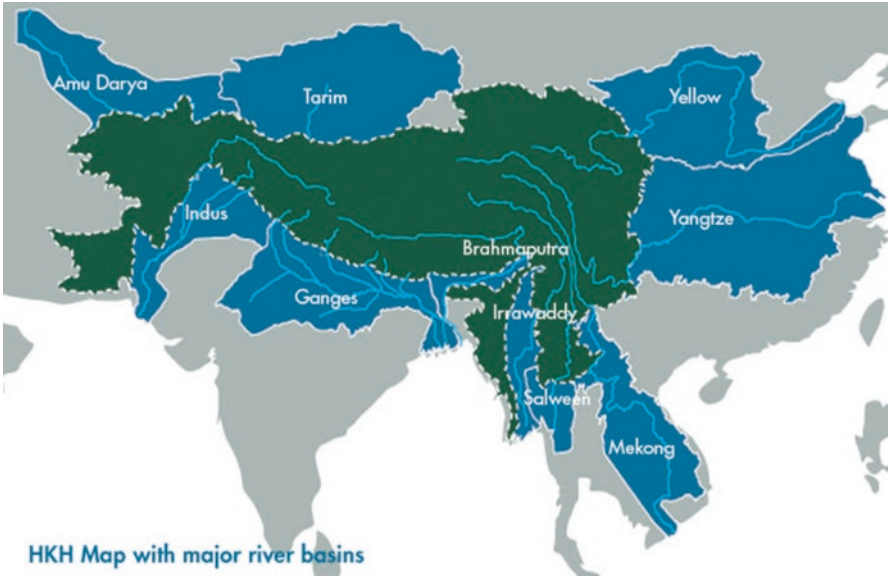 Amu Darya
Tarim
Yellow
Indus
Yangtze
Brahmaputra
Ganges
Irrawaddy
Salween
Mekong
HKH Map with major river basins